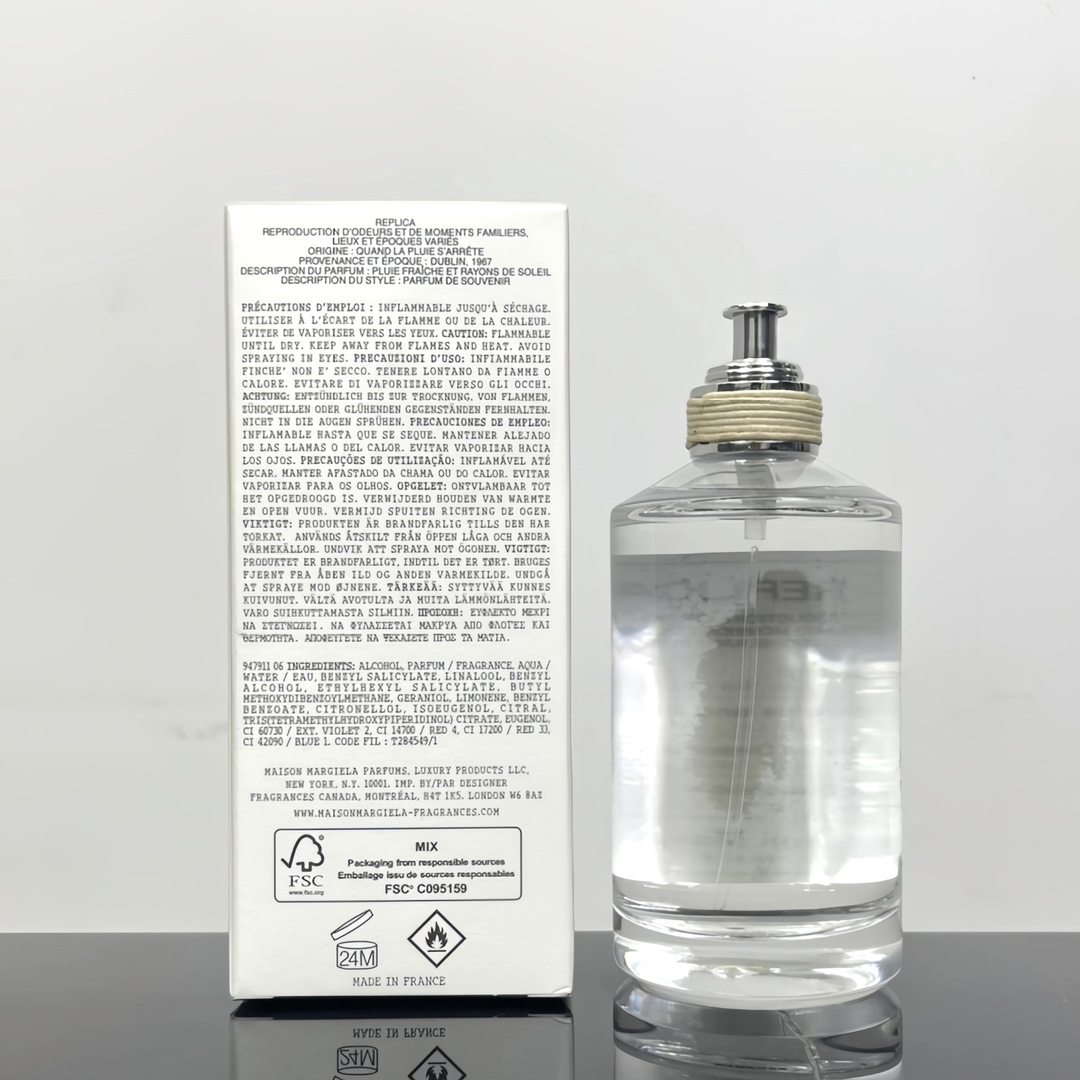 REPLICA
REPRODUCTION D'ODEURS ET DE MOMENTS FAMILIERS,
LIEUX ET ÉPOQUES VARIÉS
ORIGINE : QUAND LA PLUIE S'ARRÊTE
PROVENANCE ET ÉPOQUE : DUBLIN, 1967
DESCRIPTION DU PARFUM : PLUIE FRAÎCHE ET RAYONS DE SOLEIL
DESCRIPTION DU STYLE : PARFUM DE SOUVENIR
PRÉCAUTIONS D'EMPLOI : INFLAMMABLE JUSQU'À SÉCHAGE.
UTILISER À L'ÉCART DE LA FLAMME OU DE LA CHALEUR.
ÉVITER DE VAPORISER VERS LES YEUX. CAUTION: FLAMMABLE
UNTIL DRY. KEEP AWAY FROM FLAMES AND HEAT. AVOID
SPRAYING IN EYES. PRECAUZIONI D'USO: INFIAMMABILE
FINCHE' NON E' SECCO. TENERE LONTANO DA FIAMME O
CALORE. EVITARE DI VAPORIZZARE VERSO GLI OCCHI.
ACHTUNG: ENTZÜNDLICH BIS ZUR TROCKNUNG. VON FLAMMEN,
ZÜNDQUELLEN ODER GLÜHENDEN GEGENSTÄNDEN FERNHALTEN.
NICHT IN DIE AUGEN SPRÜHEN. PRECAUCIONES DE EMPLEO:
INFLAMABLE HASTA QUE SE SEQUE. MANTENER ALEJADO
DE LAS LLAMAS O DEL CALOR. EVITAR VAPORIZAR HACIA
LOS OJOS. PRECAUÇÕES DE UTILIZAÇÃO: INFLAMÁVEL ATÉ
SECAR. MANTER AFASTADO DA CHAMA OU DO CALOR. EVITAR
VAPORIZAR PARA OS OLHOS. OPGELET: ONTVLAMBAAR TOT
HET OPGEDROOGD IS. VERWIJDERD HOUDEN VAN WARMTE
EN OPEN VUUR. VERMIJD SPUITEN RICHTING DE OGEN.
VIKTIGT: PRODUKTEN ÄR BRANDFARLIG TILLS DEN HAR
TORKAT. ANVÄNDS ÅTSKILT FRÅN ÖPPEN LÅGA OCH ANDRA
VÄRMEKÄLLOR. UNDVIK ATT SPRAYA MOT ÖGONEN. VIGTIGT:
PRODUKTET ER BRANDFARLIGT, INDTIL DET ER TØRT. BRUGES
FJERNT FRA ÅBEN ILD OG ANDEN VARMEKILDE. UNDGÅ
AT SPRAYE MOD ØJNENE. TÄRKEÄÄ: SYTTYVÄÄ KUNNES
KUIVUNUT. VÄLTÄ AVOTULTA JA MUITA LÄMMÖNLÄHTEITÄ.
VARO SUIHKUTTAMASTA SILMIIN. ΠΡΟΣΟΧΗ: ΕΥΦΛΕΚΤΟ ΜΕΧΡΙ
ΝΑ ΣΤΕΓΝΩΣΕΙ. ΝΑ ΦΥΛΑΣΣΕΤΑΙ ΜΑΚΡΥΑ ΑΠΟ ΦΛΟΓΕΣ ΚΑΙ
ΘΕΡΜΟΤΗΤΑ. ΑΠΟΦΕΥΓΕΤΕ ΝΑ ΨΕΚΑΖΕΤΕ ΠΡΟΣ ΤΑ ΜΑΤΙΑ.
947911 06 INGREDIENTS: ALCOHOL, PARFUM / FRAGRANCE, AQUA /
WATER / EAU, BENZYL SALICYLATE, LINALOOL, BENZYL
ALCOHOL, ETHYLHEXYL SALICYLATE, BUTYL
METHOXYDIBENZOYLMETHANE, GERANIOL, LIMONENE, BENZYL
BENZOATE, CITRONELLOL, ISOEUGENOL, CITRAL,
TRIS(TETRAMETHYLHYDROXYPIPERIDINOL) CITRATE, EUGENOL,
CI 60730 / EXT. VIOLET 2, CI 14700 / RED 4, CI 17200 / RED 33,
CI 42090 / BLUE 1. CODE FIL : T284549/1
MAISON MARGIELA PARFUMS, LUXURY PRODUCTS LLC,
NEW YORK, N.Y. 10001. IMP. BY/PAR DESIGNER
FRAGRANCES CANADA, MONTRÉAL, H4T 1K5. LONDON W6 8AZ
WWW.MAISONMARGIELA-FRAGRANCES.COM
FSC
www.fsc.org
MIX
Packaging from responsible sources
Emballage issu de sources responsables
FSC® C095159
24M
MADE IN FRANCE